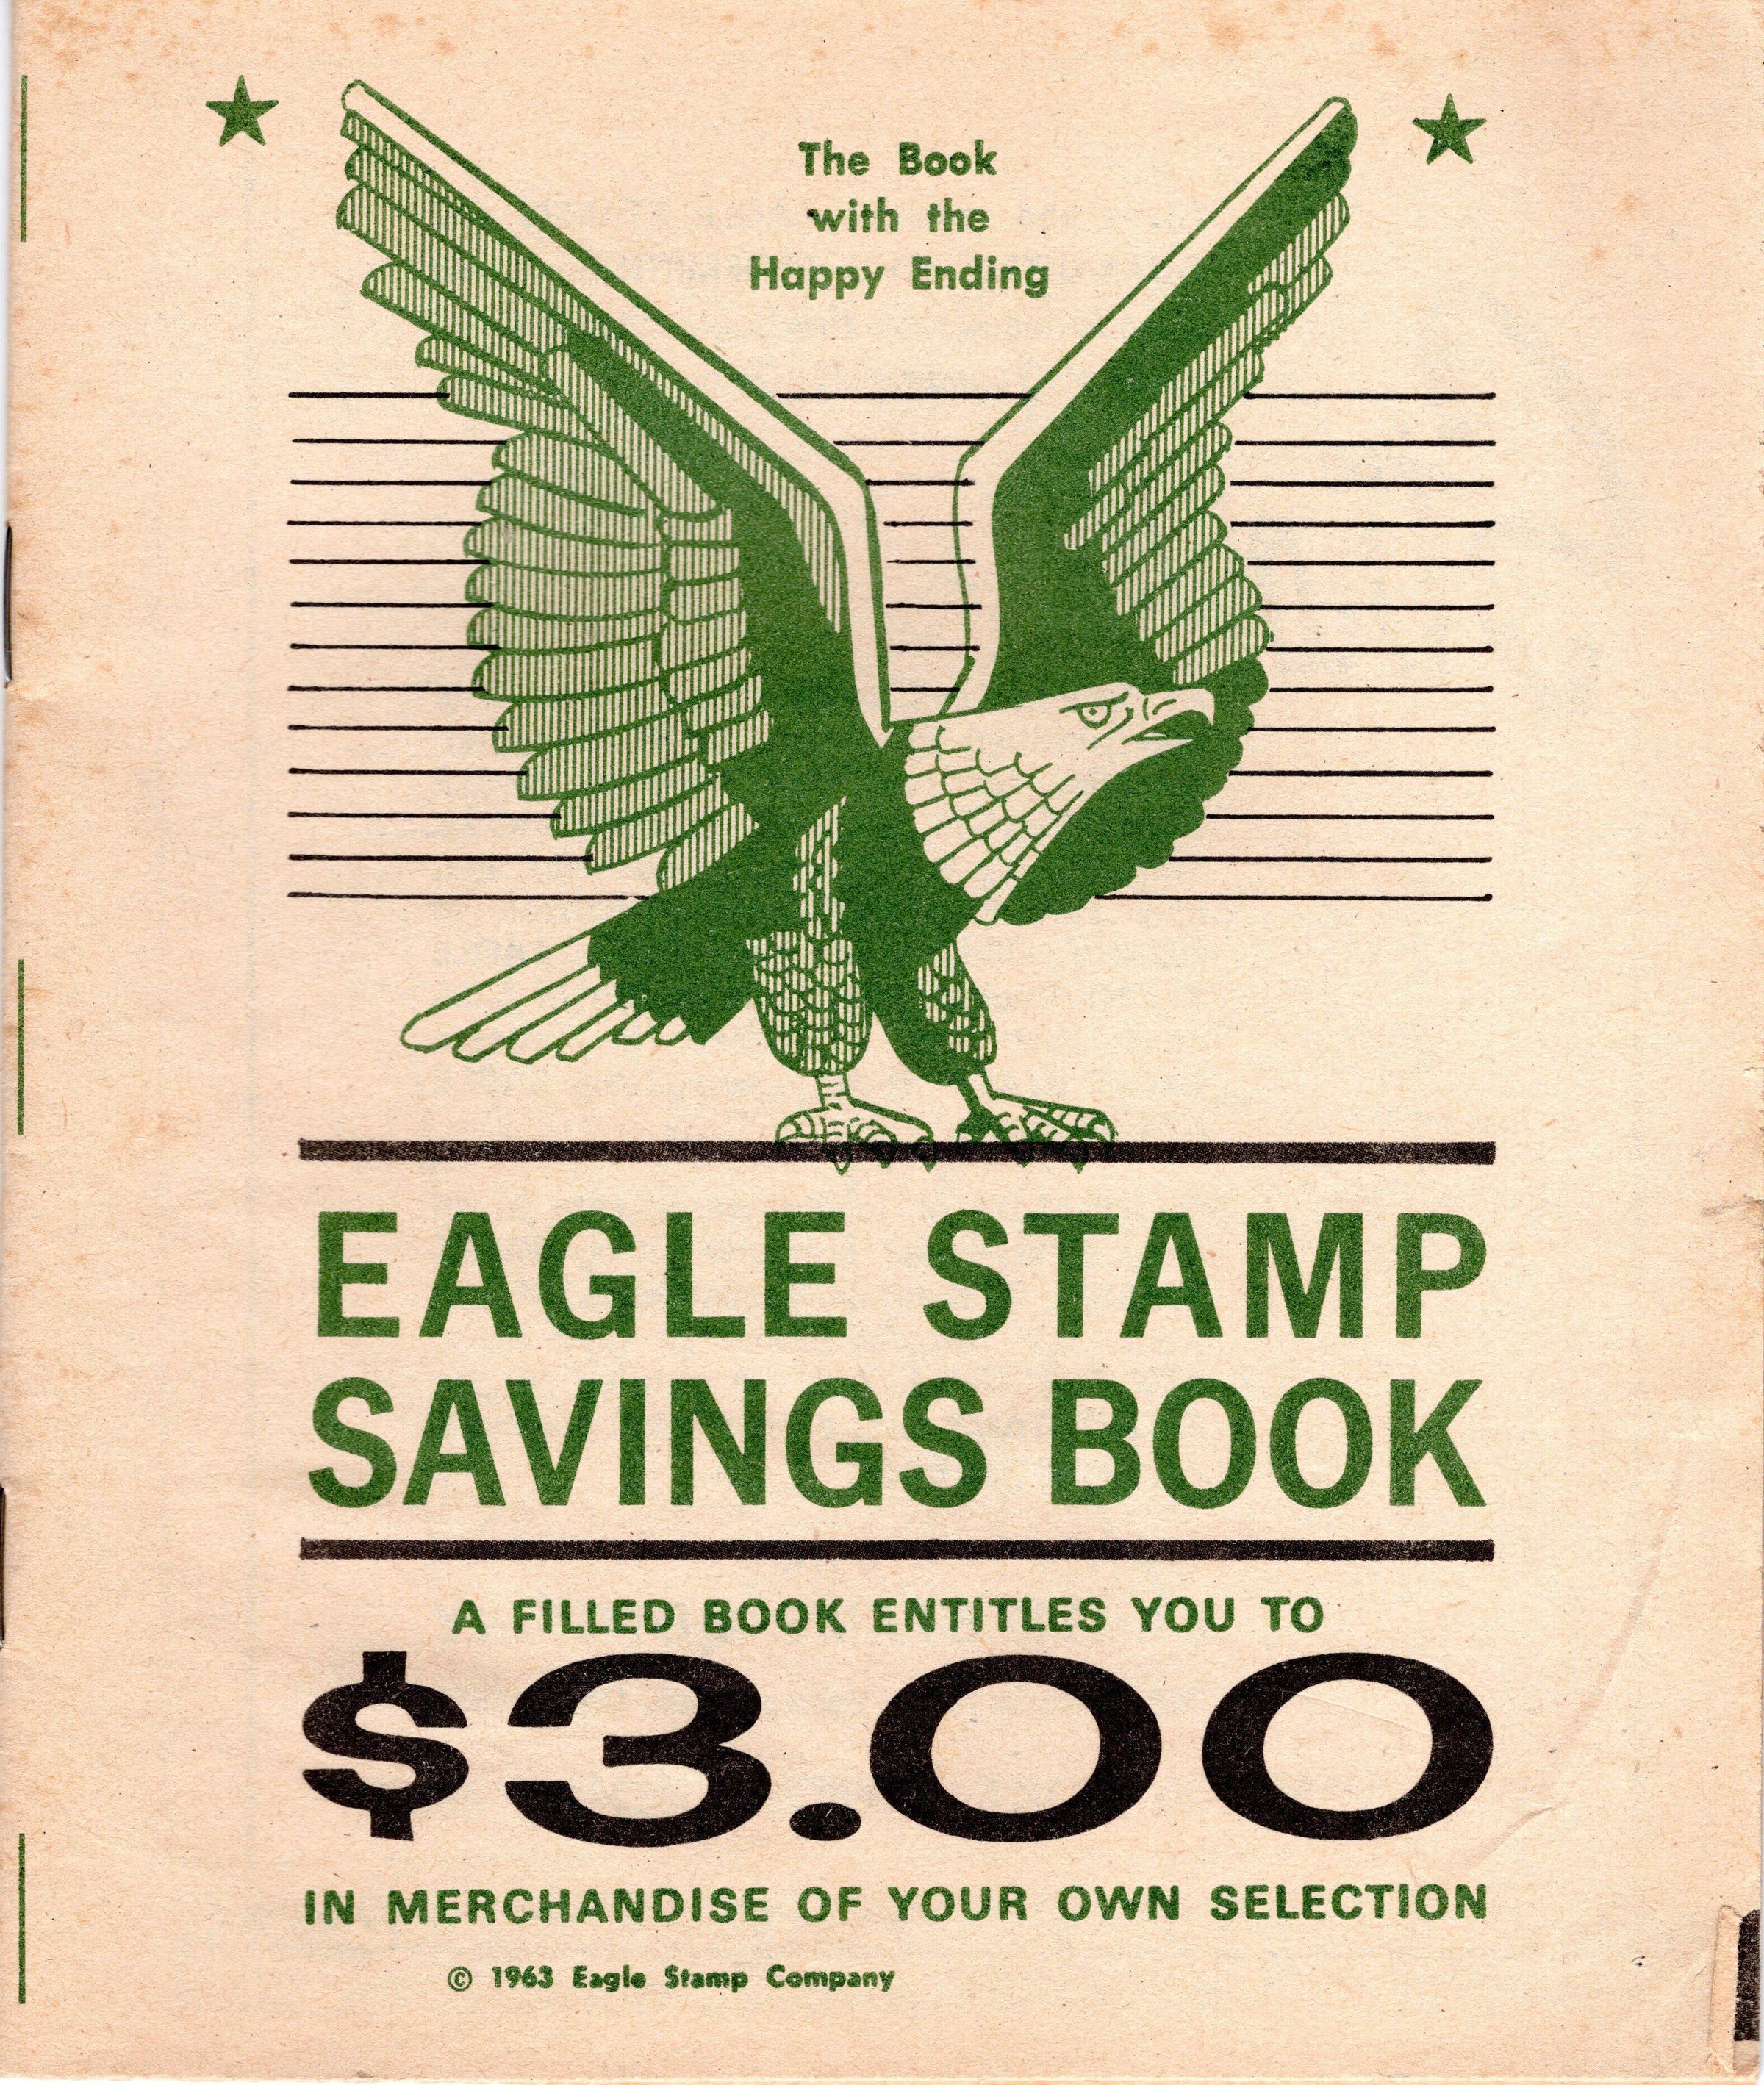 The Book
with the
Happy Ending
EAGLE STAMP
SAVINGS BOOK
A FILLED BOOK ENTITLES YOU TO
$3.00
IN MERCHANDISE OF YOUR OWN SELECTION
© 1963 Eagle Stamp Company